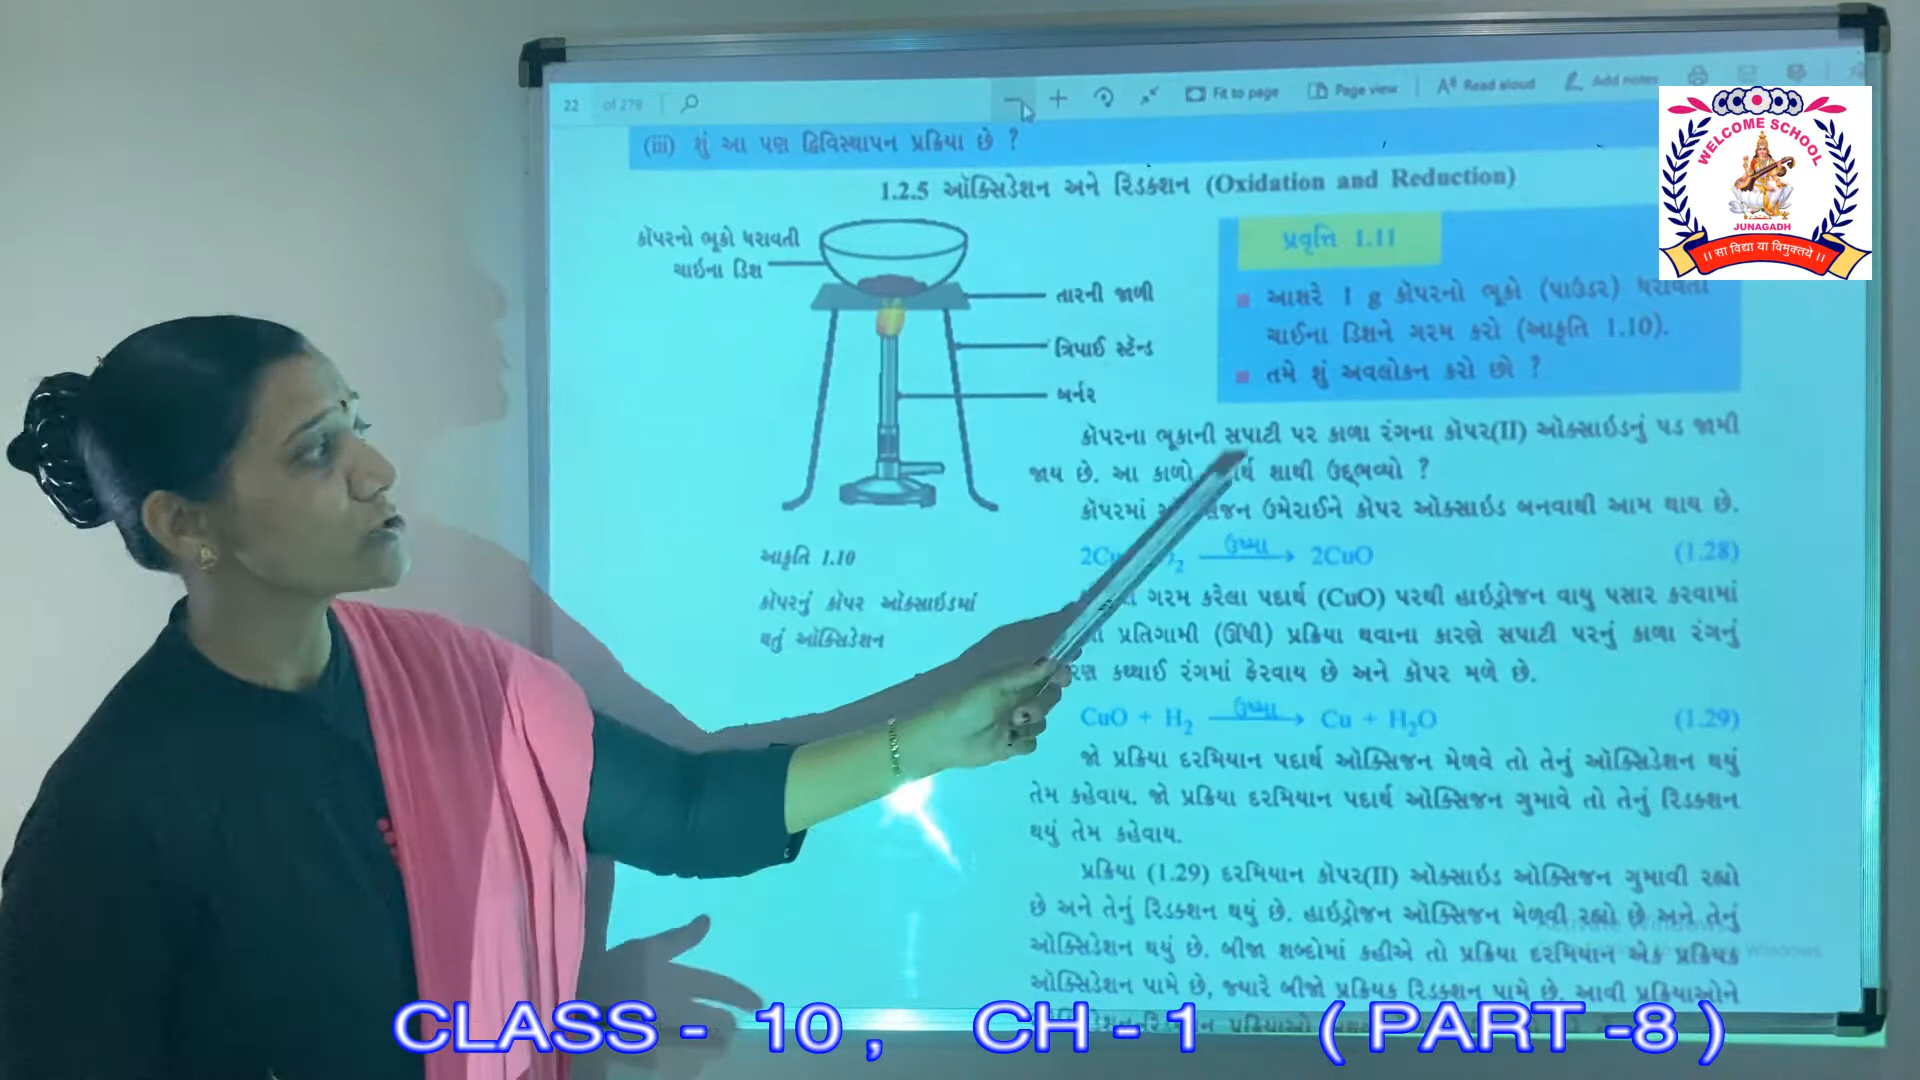 22 of 278 Fit to page Page view Read aloud Add notes
(iii) શું આ પણ દ્વિવિસ્થાપન પ્રક્રિયા છે ?
1.2.5 ઑક્સિડેશન અને રિડક્શન (Oxidation and Reduction)
કૉપરનો ભૂકો ધરાવતી
ચાઇના ડિશ
તારની જાળી
ત્રિપાઈ સ્ટૅન્ડ
બર્નર
આકૃતિ 1.10
કૉપરનું કૉપર ઑક્સાઇડમાં
થતું ઑક્સિડેશન
પ્રવૃત્તિ 1.11
આશરે 1 g કૉપરનો ભૂકો (પાઉડર) ધરાવતી
ચાઈના ડિશને ગરમ કરો (આકૃતિ 1.10).
તમે શું અવલોકન કરો છો ?
કૉપરના ભૂકાની સપાટી પર કાળા રંગના કૉપર(II) ઑક્સાઇડનું પડ જામી
જાય છે. આ કાળો શાથી ઉદ્ભવ્યો ?
કૉપરમાં ઉમેરાઈને કૉપર ઑક્સાઇડ બનવાથી આમ થાય છે.
ઉષ્મા 2CuO (1.28)
ગરમ કરેલા પદાર્થ (CuO) પરથી હાઇડ્રોજન વાયુ પસાર કરવામાં
પ્રતિગામી (ઊંધી) પ્રક્રિયા થવાના કારણે સપાટી પરનું કાળા રંગનું
કથ્થાઈ રંગમાં ફેરવાય છે અને કૉપર મળે છે.
CuO + H₂ ઉષ્મા → Cu + H₂O (1.29)
જો પ્રક્રિયા દરમિયાન પદાર્થ ઑક્સિજન મેળવે તો તેનું ઑક્સિડેશન થયું
તેમ કહેવાય. જો પ્રક્રિયા દરમિયાન પદાર્થ ઑક્સિજન ગુમાવે તો તેનું રિડક્શન
થયું તેમ કહેવાય.
પ્રક્રિયા (1.29) દરમિયાન કૉપર(II) ઑક્સાઇડ ઑક્સિજન ગુમાવી રહ્યો
છે અને તેનું રિડક્શન થયું છે. હાઇડ્રોજન ઑક્સિજન મેળવી રહ્યો છે અને તેનું
ઑક્સિડેશન થયું છે. બીજા શબ્દોમાં કહીએ તો પ્રક્રિયા દરમિયાન એક પ્રક્રિયક
ઑક્સિડેશન પામે છે, જ્યારે બીજો પ્રક્રિયક રિડક્શન પામે છે. આવી પ્રક્રિયાઓને
WELCOME SCHOOL
JUNAGADH
।। सा विद्या या विमुक्तये ।।
CLASS - 10 , CH - 1 ( PART -8 )